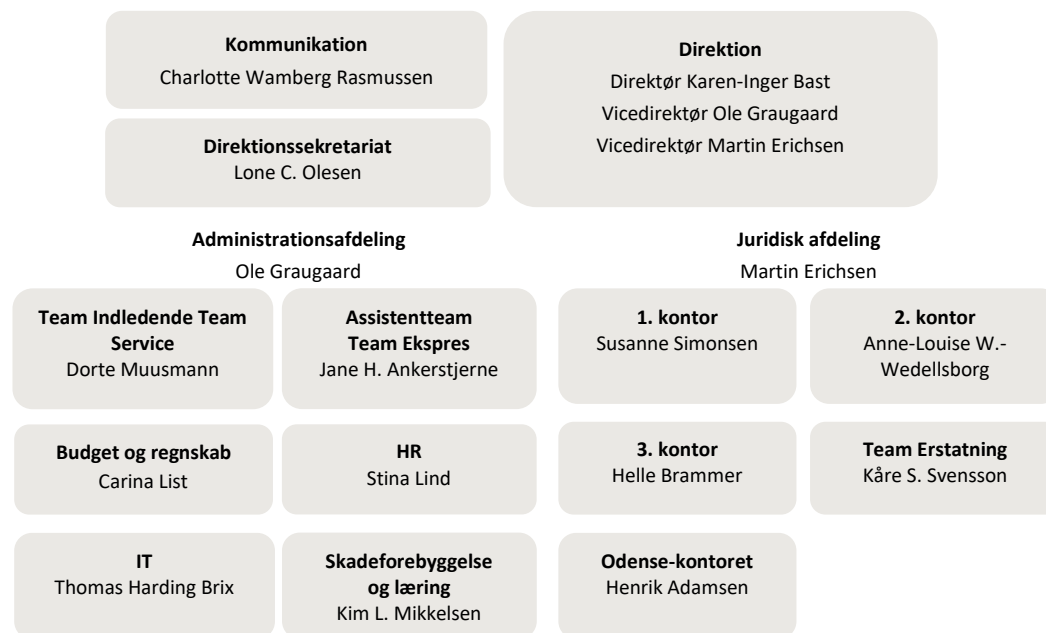 Kommunikation
Charlotte Wamberg Rasmussen
Direktionssekretariat
Lone C. Olesen
Direktion
Direktør Karen-Inger Bast
Vicedirektør Ole Graugaard
Vicedirektør Martin Erichsen
Administrationsafdeling
Ole Graugaard
Juridisk afdeling
Martin Erichsen
Team Indledende Team
Service
Dorte Muusmann
Assistentteam
Team Ekspres
Jane H. Ankerstjerne
1. kontor
Susanne Simonsen
2. kontor
Anne-Louise W.-
Wedellsborg
Budget og regnskab
Carina List
HR
Stina Lind
3. kontor
Helle Brammer
Team Erstatning
Kåre S. Svensson
IT
Thomas Harding Brix
Skadeforebyggelse
og læring
Kim L. Mikkelsen
Odense-kontoret
Henrik Adamsen